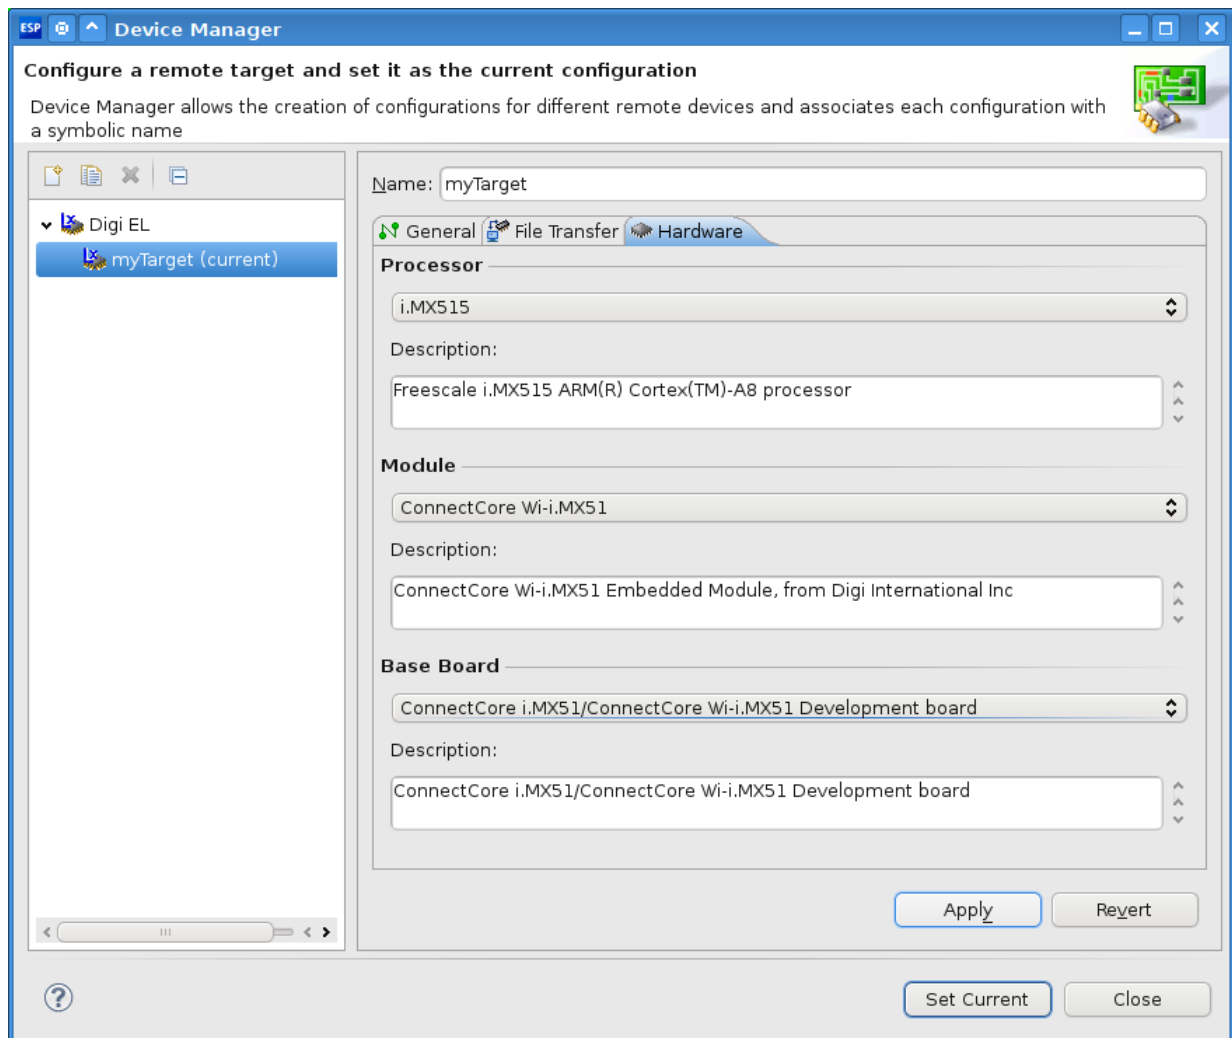 ESP Device Manager
Configure a remote target and set it as the current configuration
Device Manager allows the creation of configurations for different remote devices and associates each configuration with
a symbolic name
Digi EL
myTarget (current)
Name: myTarget
General File Transfer Hardware
Processor
i.MX515
Description:
Freescale i.MX515 ARM(R) Cortex(TM)-A8 processor
Module
ConnectCore Wi-i.MX51
Description:
ConnectCore Wi-i.MX51 Embedded Module, from Digi International Inc
Base Board
ConnectCore i.MX51/ConnectCore Wi-i.MX51 Development board
Description:
ConnectCore i.MX51/ConnectCore Wi-i.MX51 Development board
Apply Revert
? Set Current Close